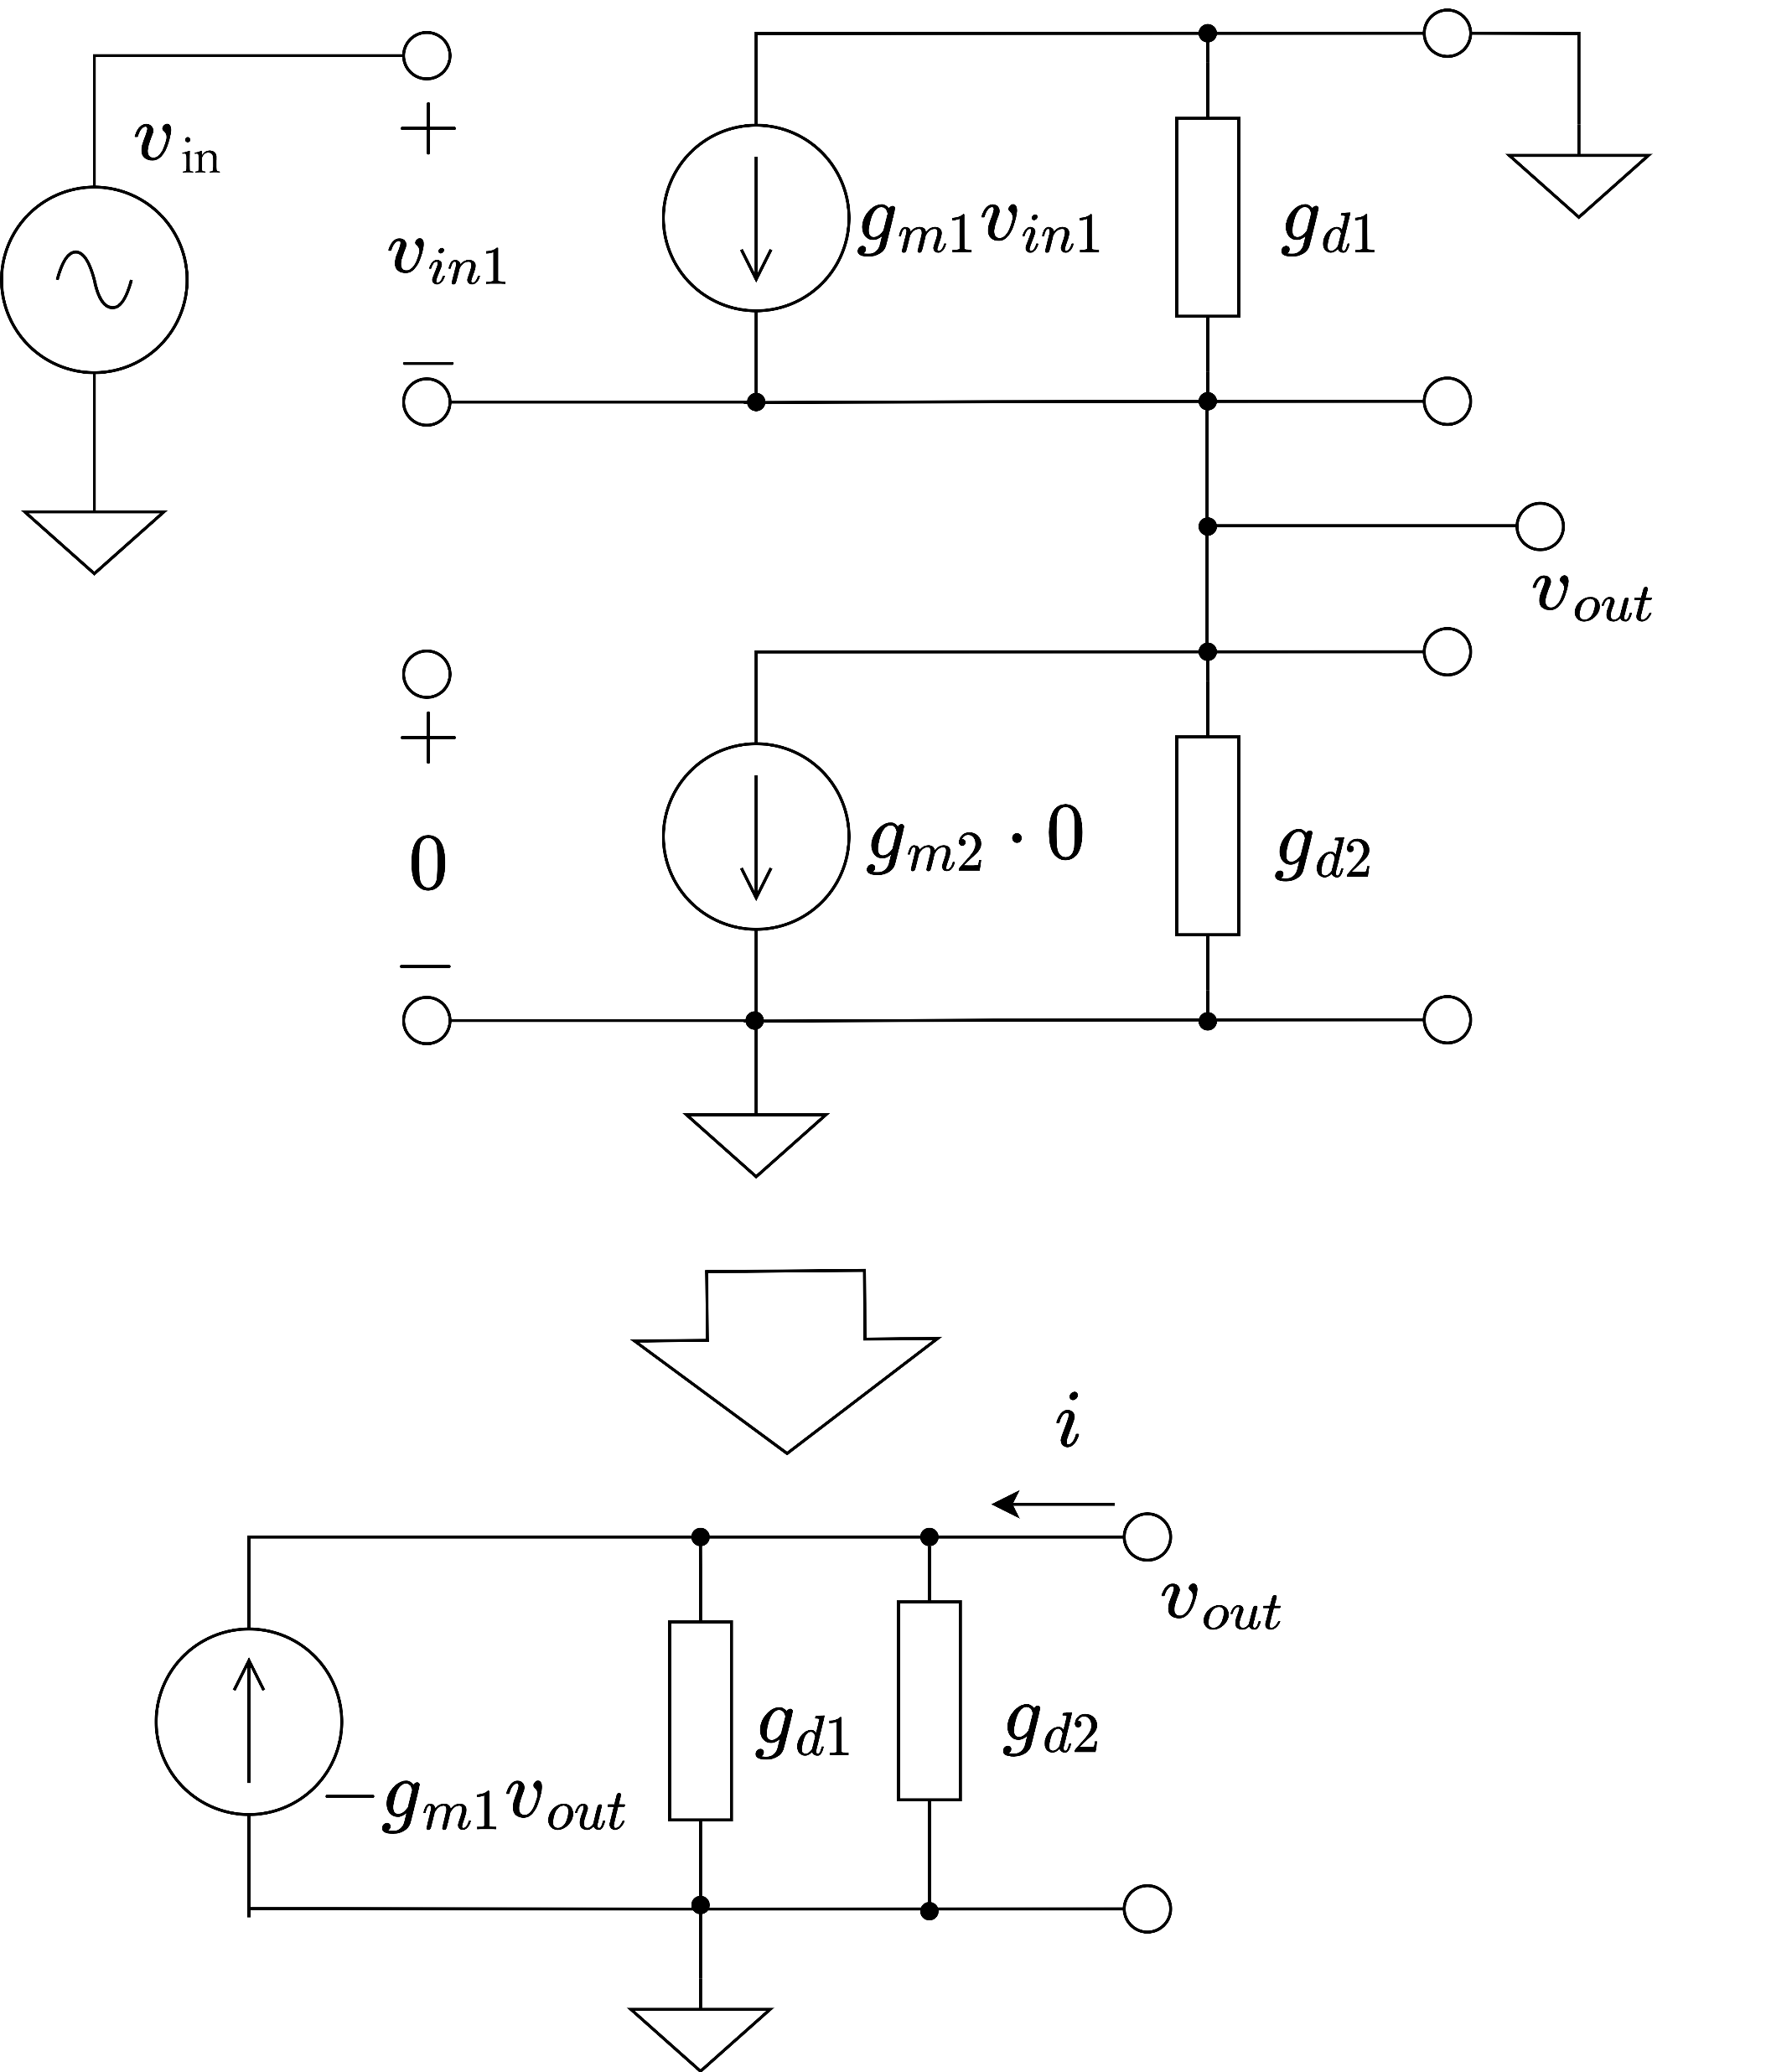 v_in
+
v_in1
−
g_m1 v_in1
g_d1
v_out
+
0
−
g_m2 · 0
g_d2
i
v_out
−g_m1 v_out
g_d1
g_d2